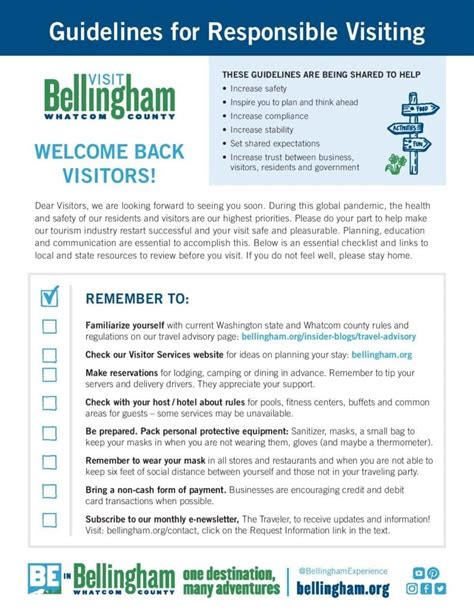 Guidelines for Responsible Visiting
VISIT
Bellingham
WHATCOM COUNTY
WELCOME BACK
VISITORS!
THESE GUIDELINES ARE BEING SHARED TO HELP
• Increase safety
• Inspire you to plan and think ahead
• Increase compliance
• Increase stability
• Set shared expectations
• Increase trust between business,
visitors, residents and government
FOOD
ACTIVITIES
FUN
Dear Visitors, we are looking forward to seeing you soon. During this global pandemic, the health
and safety of our residents and visitors are our highest priorities. Please do your part to help make
our tourism industry restart successful and your visit safe and pleasurable. Planning, education
and communication are essential to accomplish this. Below is an essential checklist and links to
local and state resources to review before you visit. If you do not feel well, please stay home.
REMEMBER TO:
Familiarize yourself with current Washington state and Whatcom county rules and
regulations on our travel advisory page: bellingham.org/insider-blogs/travel-advisory
Check our Visitor Services website for ideas on planning your stay: bellingham.org
Make reservations for lodging, camping or dining in advance. Remember to tip your
servers and delivery drivers. They appreciate your support.
Check with your host / hotel about rules for pools, fitness centers, buffets and common
areas for guests – some services may be unavailable.
Be prepared. Pack personal protective equipment: Sanitizer, masks, a small bag to
keep your masks in when you are not wearing them, gloves (and maybe a thermometer).
Remember to wear your mask in all stores and restaurants and when you are not able to keep
six feet of social distance between yourself and those not in your traveling party.
Bring a non-cash form of payment. Businesses are encouraging credit and debit
card transactions when possible.
Subscribe to our monthly e-newsletter, The Traveler, to receive updates and information!
Visit: bellingham.org/contact, click on the Request Information link in the text.
BE IN Bellingham
WHATCOM COUNTY
one destination,
many adventures
@BellinghamExperience
bellingham.org